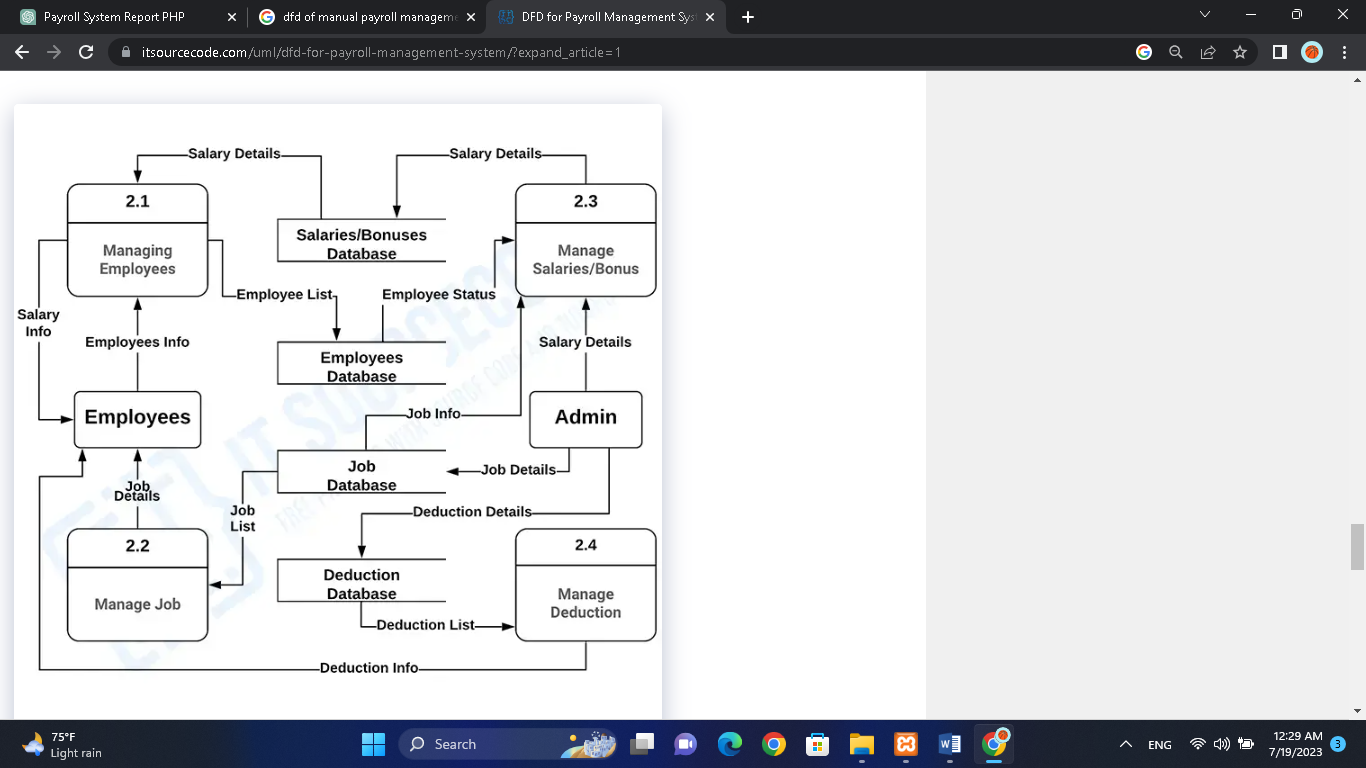 Payroll System Report PHP
dfd of manual payroll manageme
DFD for Payroll Management Sys
itsourcecode.com/uml/dfd-for-payroll-management-system/?expand_article=1
Salary Details
Salary Details
2.1
2.3
Managing
Employees
Salaries/Bonuses
Database
Manage
Salaries/Bonus
Employee List
Employee Status
Salary
Info
Employees Info
Employees
Database
Salary Details
Employees
Job Info
Admin
Job
Database
Job Details
Job
Details
Job
List
Deduction Details
2.2
2.4
Manage Job
Deduction
Database
Manage
Deduction
Deduction List
Deduction Info
IT SOURCECODE
75°F
Light rain
Search
ENG
12:29 AM
7/19/2023
3